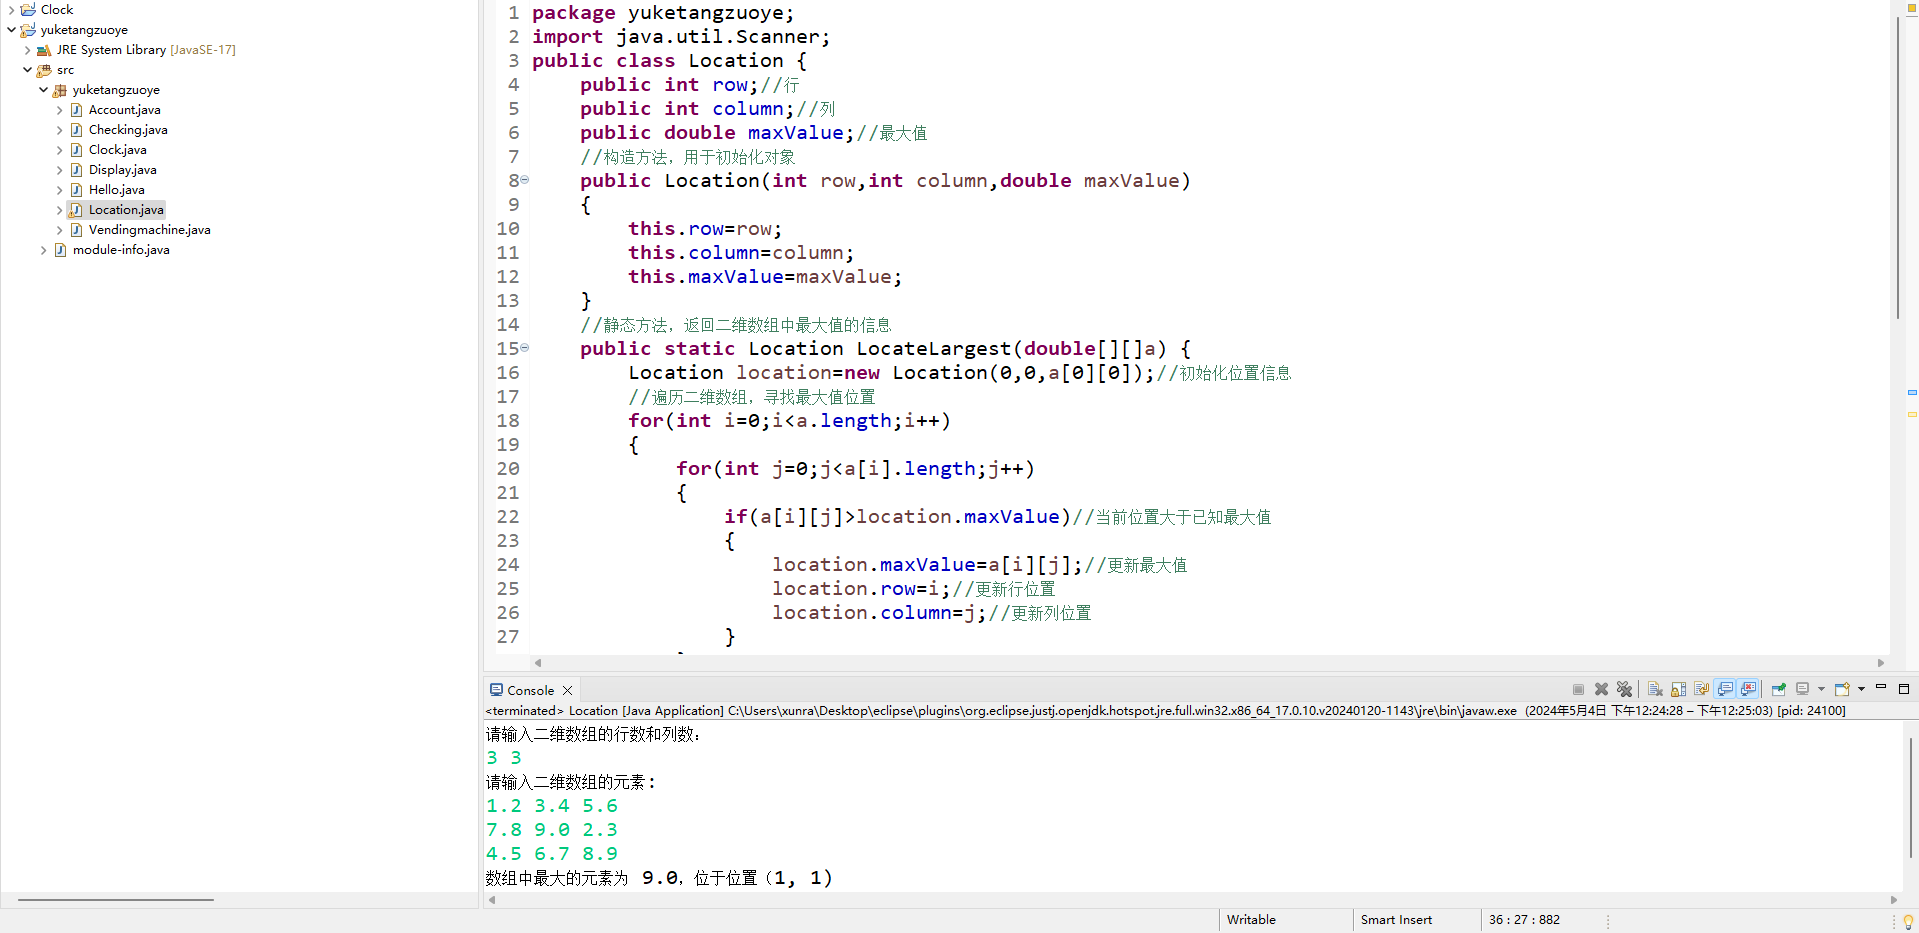 Clock
yuketangzuoye
JRE System Library [JavaSE-17]
src
yuketangzuoye
Account.java
Checking.java
Clock.java
Display.java
Hello.java
Location.java
Vendingmachine.java
module-info.java
1 package yuketangzuoye;
2 import java.util.Scanner;
3 public class Location {
4 public int row;//行
5 public int column;//列
6 public double maxValue;//最大值
7 //构造方法，用于初始化对象
8 public Location(int row,int column,double maxValue)
9 {
10 this.row=row;
11 this.column=column;
12 this.maxValue=maxValue;
13 }
14 //静态方法，返回二维数组中最大值的信息
15 public static Location LocateLargest(double[][]a) {
16 Location location=new Location(0,0,a[0][0]);//初始化位置信息
17 //遍历二维数组，寻找最大值位置
18 for(int i=0;i<a.length;i++)
19 {
20 for(int j=0;j<a[i].length;j++)
21 {
22 if(a[i][j]>location.maxValue)//当前位置大于已知最大值
23 {
24 location.maxValue=a[i][j];//更新最大值
25 location.row=i;//更新行位置
26 location.column=j;//更新列位置
27 }
Console
<terminated> Location [Java Application] C:\Users\xunra\Desktop\eclipse\plugins\org.eclipse.justj.openjdk.hotspot.jre.full.win32.x86_64_17.0.10.v20240120-1143\jre\bin\javaw.exe (2024年5月4日 下午12:24:28 – 下午12:25:03) [pid: 24100]
请输入二维数组的行数和列数：
3 3
请输入二维数组的元素：
1.2 3.4 5.6
7.8 9.0 2.3
4.5 6.7 8.9
数组中最大的元素为 9.0，位于位置（1, 1)
Writable
Smart Insert
36 : 27 : 882